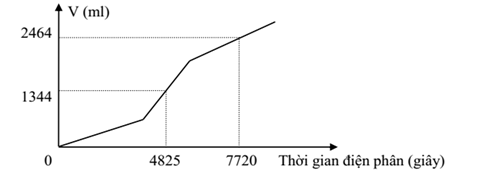 V (ml)
2464
1344
0
4825
7720
Thời gian điện phân (giây)